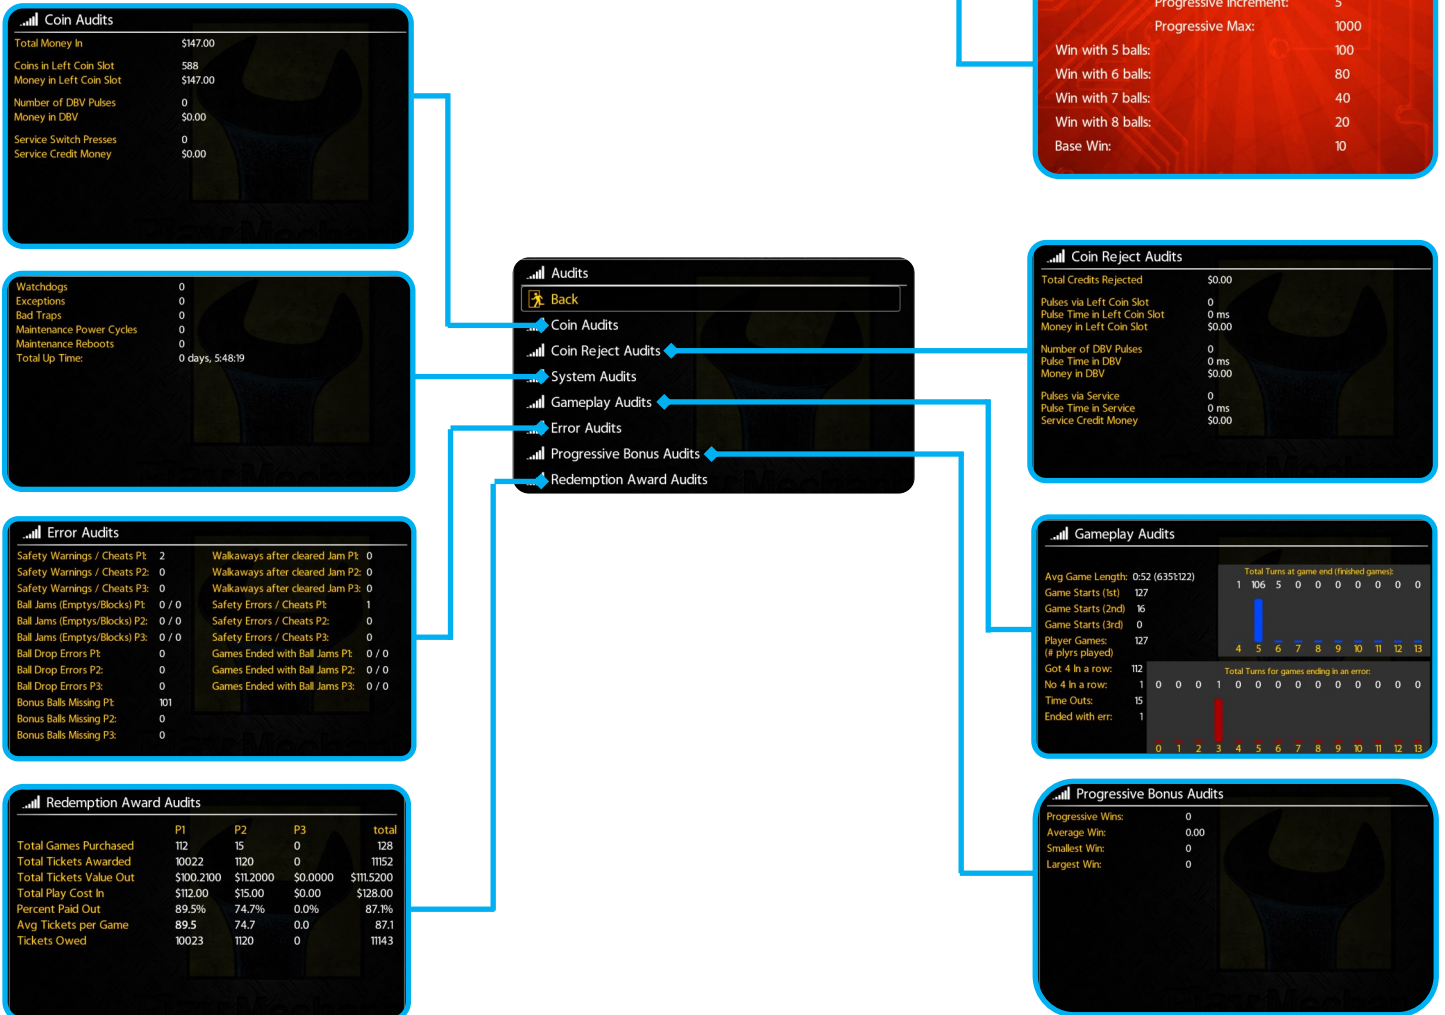 Coin Audits
Total Money In $147.00
Coins in Left Coin Slot 588
Money in Left Coin Slot $147.00
Number of DBV Pulses 0
Money in DBV $0.00
Service Switch Presses 0
Service Credit Money $0.00
Progressive Increment: 5
Progressive Max: 1000
Win with 5 balls: 100
Win with 6 balls: 80
Win with 7 balls: 40
Win with 8 balls: 20
Base Win: 10
Watchdogs 0
Exceptions 0
Bad Traps 0
Maintenance Power Cycles 0
Maintenance Reboots 0
Total Up Time: 0 days, 5:48:19
Audits
Back
Coin Audits
Coin Reject Audits
System Audits
Gameplay Audits
Error Audits
Progressive Bonus Audits
Redemption Award Audits
Coin Reject Audits
Total Credits Rejected $0.00
Pulses via Left Coin Slot 0
Pulse Time in Left Coin Slot 0 ms
Money in Left Coin Slot $0.00
Number of DBV Pulses 0
Pulse Time in DBV 0 ms
Money in DBV $0.00
Pulses via Service 0
Pulse Time in Service 0 ms
Service Credit Money $0.00
Error Audits
Safety Warnings / Cheats P1: 2 Walkaways after cleared Jam P1: 0
Safety Warnings / Cheats P2: 0 Walkaways after cleared Jam P2: 0
Safety Warnings / Cheats P3: 0 Walkaways after cleared Jam P3: 0
Ball Jams (Emptys/Blocks) P1: 0 / 0 Safety Errors / Cheats P1: 1
Ball Jams (Emptys/Blocks) P2: 0 / 0 Safety Errors / Cheats P2: 0
Ball Jams (Emptys/Blocks) P3: 0 / 0 Safety Errors / Cheats P3: 0
Ball Drop Errors P1: 0 Games Ended with Ball Jams P1: 0 / 0
Ball Drop Errors P2: 0 Games Ended with Ball Jams P2: 0 / 0
Ball Drop Errors P3: 0 Games Ended with Ball Jams P3: 0 / 0
Bonus Balls Missing P1: 101
Bonus Balls Missing P2: 0
Bonus Balls Missing P3: 0
Gameplay Audits
Total Turns at game end (finished games):
1 106 5 0 0 0 0 0 0 0
4 5 6 7 8 9 10 11 12 13
Avg Game Length: 0:52 (6351:122)
Game Starts (1st) 127
Game Starts (2nd) 16
Game Starts (3rd) 0
Player Games: 127
(# plyrs played)
Got 4 In a row: 112
No 4 In a row: 1
Time Outs: 15
Ended with err: 1
Total Turns for games ending in an error:
0 0 0 1 0 0 0 0 0 0 0 0 0 0
0 1 2 3 4 5 6 7 8 9 10 11 12 13
Redemption Award Audits
P1 P2 P3 total
Total Games Purchased 112 15 0 128
Total Tickets Awarded 10022 1120 0 11152
Total Tickets Value Out $100.2100 $11.2000 $0.0000 $111.5200
Total Play Cost In $112.00 $15.00 $0.00 $128.00
Percent Paid Out 89.5% 74.7% 0.0% 87.1%
Avg Tickets per Game 89.5 74.7 0.0 87.1
Tickets Owed 10023 1120 0 11143
Progressive Bonus Audits
Progressive Wins: 0
Average Win: 0.00
Smallest Win: 0
Largest Win: 0